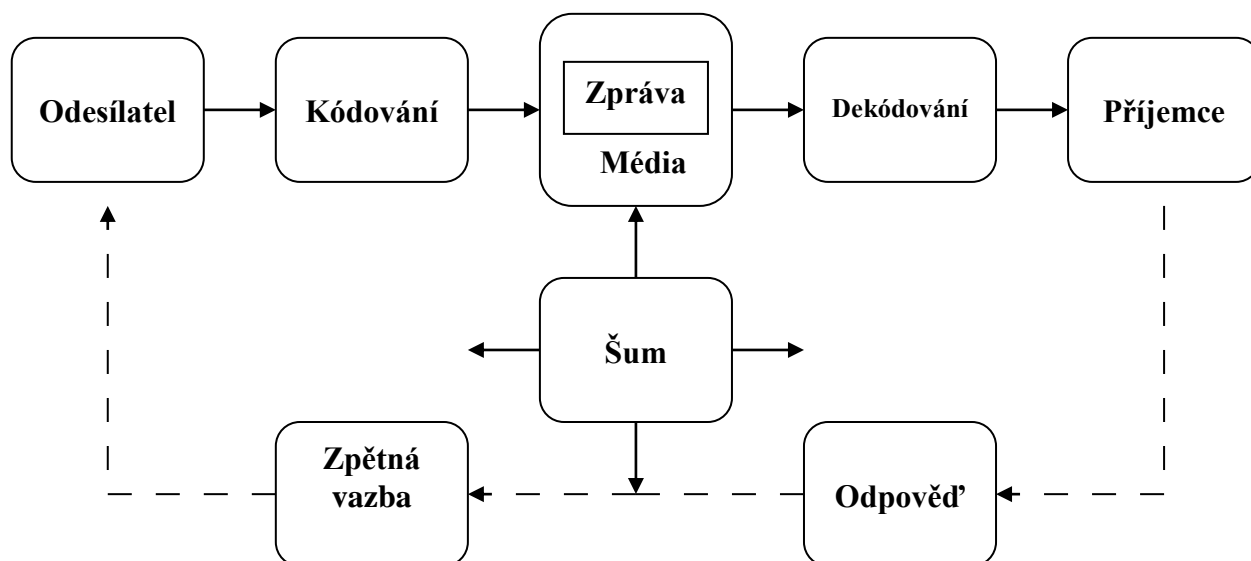 Odesílatel
Kódování
Zpráva
Média
Dekódování
Příjemce
Šum
Zpětná
vazba
Odpověď